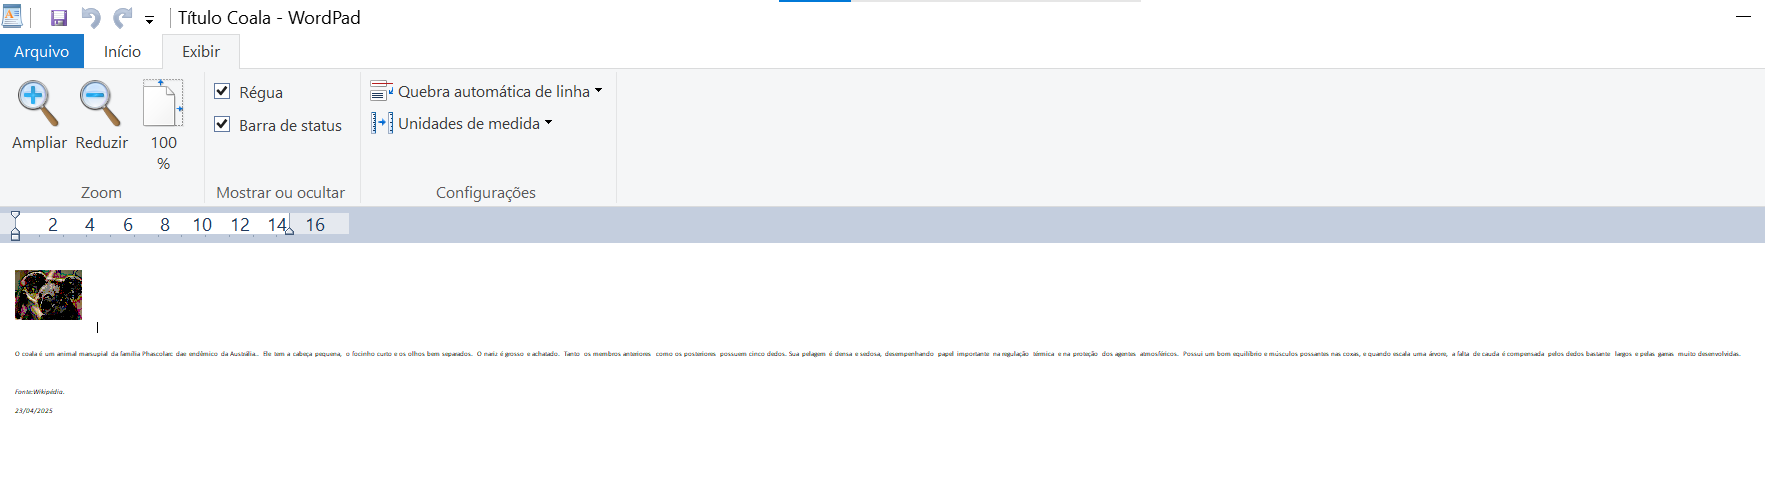 Título Coala - WordPad
Arquivo Início Exibir
Régua Quebra automática de linha
Barra de status Unidades de medida
Ampliar Reduzir 100
%
Zoom Mostrar ou ocultar Configurações
2 4 6 8 10 12 14 16
O coala é um animal marsupial da família Phascolarc dae endêmico da Austrália.. Ele tem a cabeça pequena, o focinho curto e os olhos bem separados. O nariz é grosso e achatado. Tanto os membros anteriores como os posteriores possuem cinco dedos. Sua pelagem é densa e sedosa, desempenhando papel importante na regulação térmica e na proteção dos agentes atmosféricos. Possui um bom equilíbrio e músculos possantes nas coxas, e quando escala uma árvore, a falta de cauda é compensada pelos dedos bastante largos e pelas garras muito desenvolvidas.
Fonte:Wikipédia.
23/04/2025